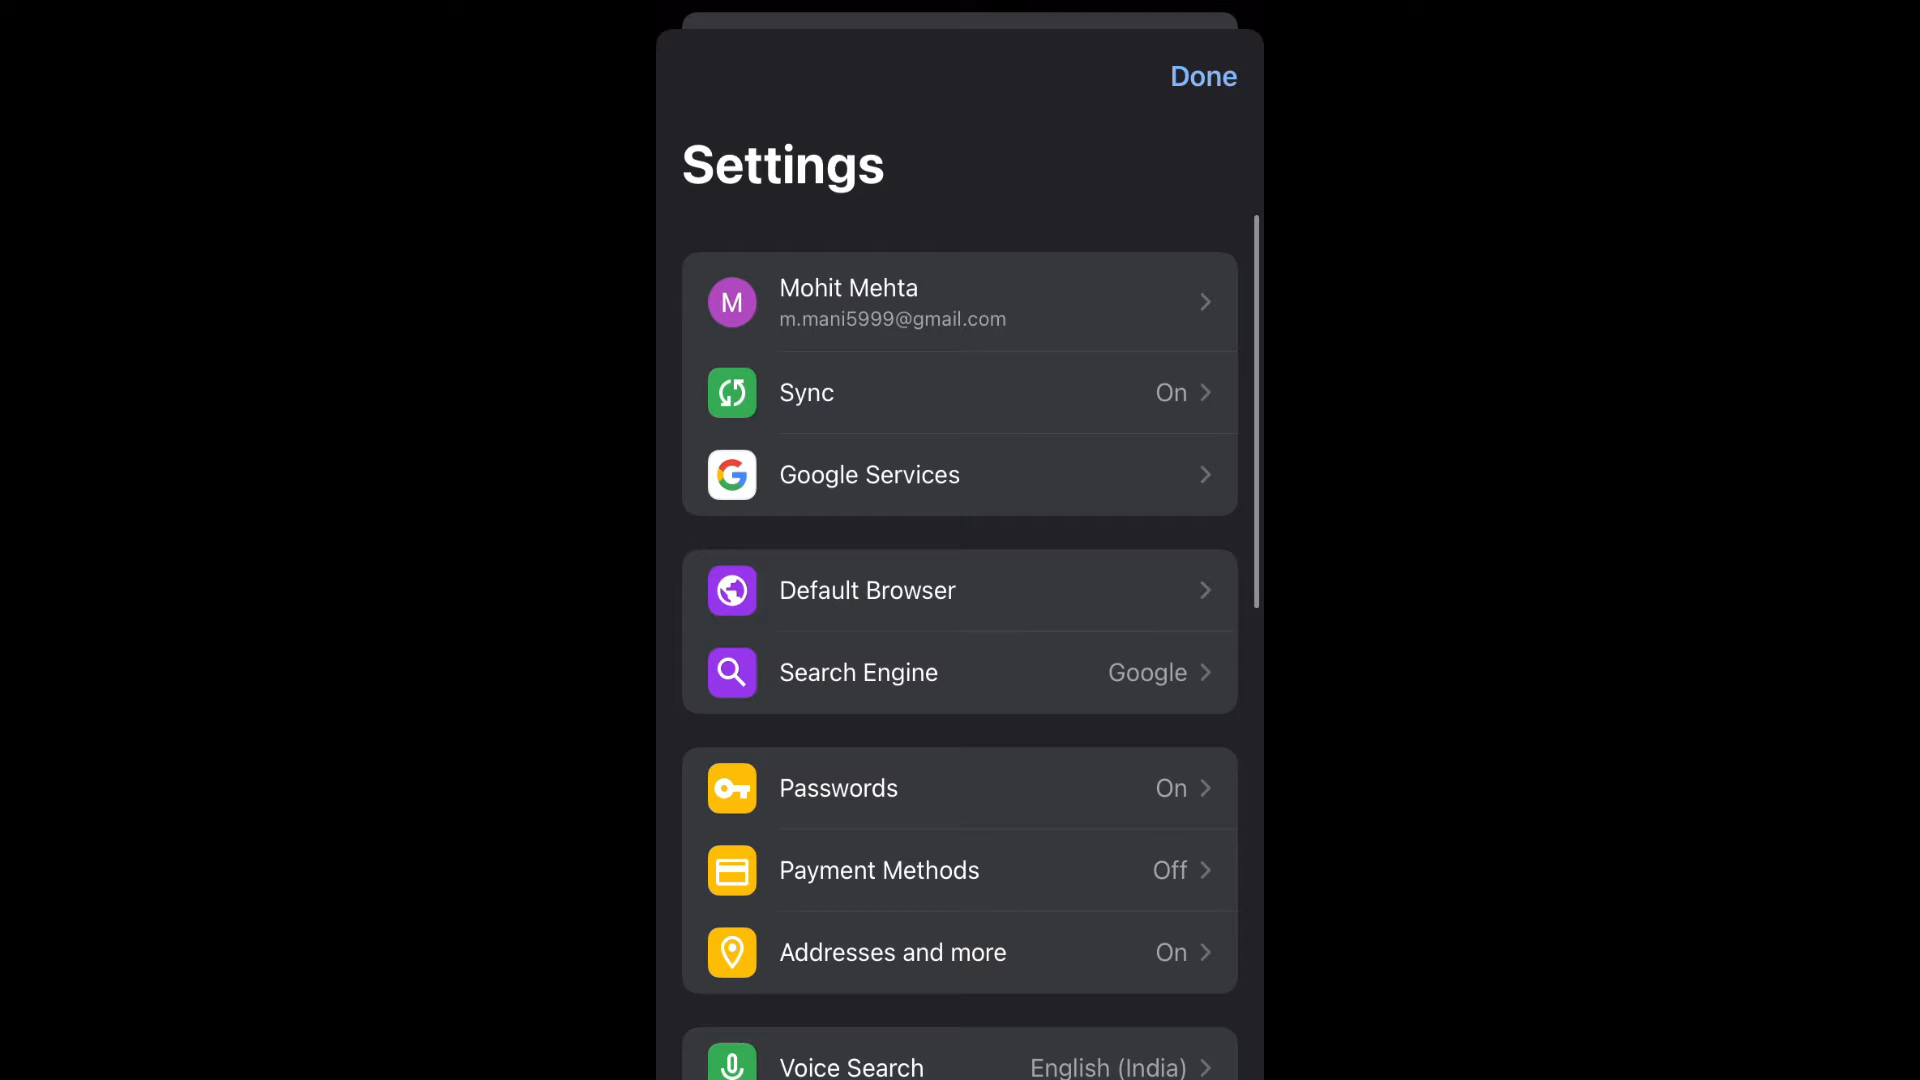 Done
Settings
M
Mohit Mehta
m.mani5999@gmail.com
Sync On
Google Services
Default Browser
Search Engine Google
Passwords On
Payment Methods Off
Addresses and more On
Voice Search English (India)